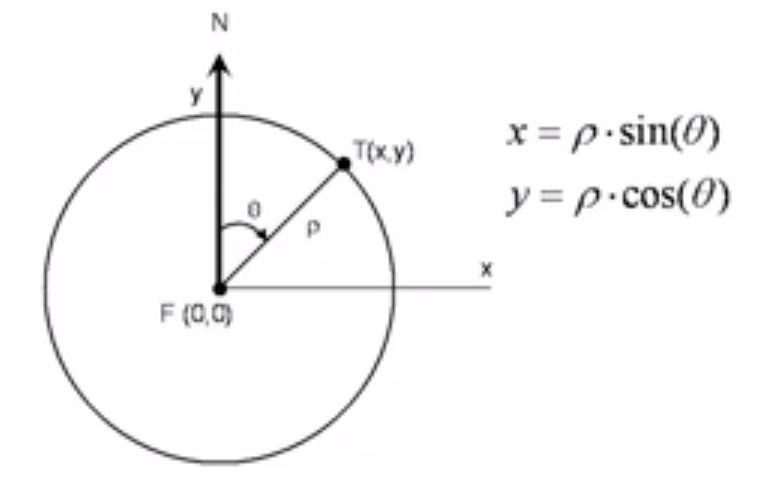 N
y
T(x,y)
θ
ρ
x
F (0,0)
x = ρ·sin(θ)
y = ρ·cos(θ)